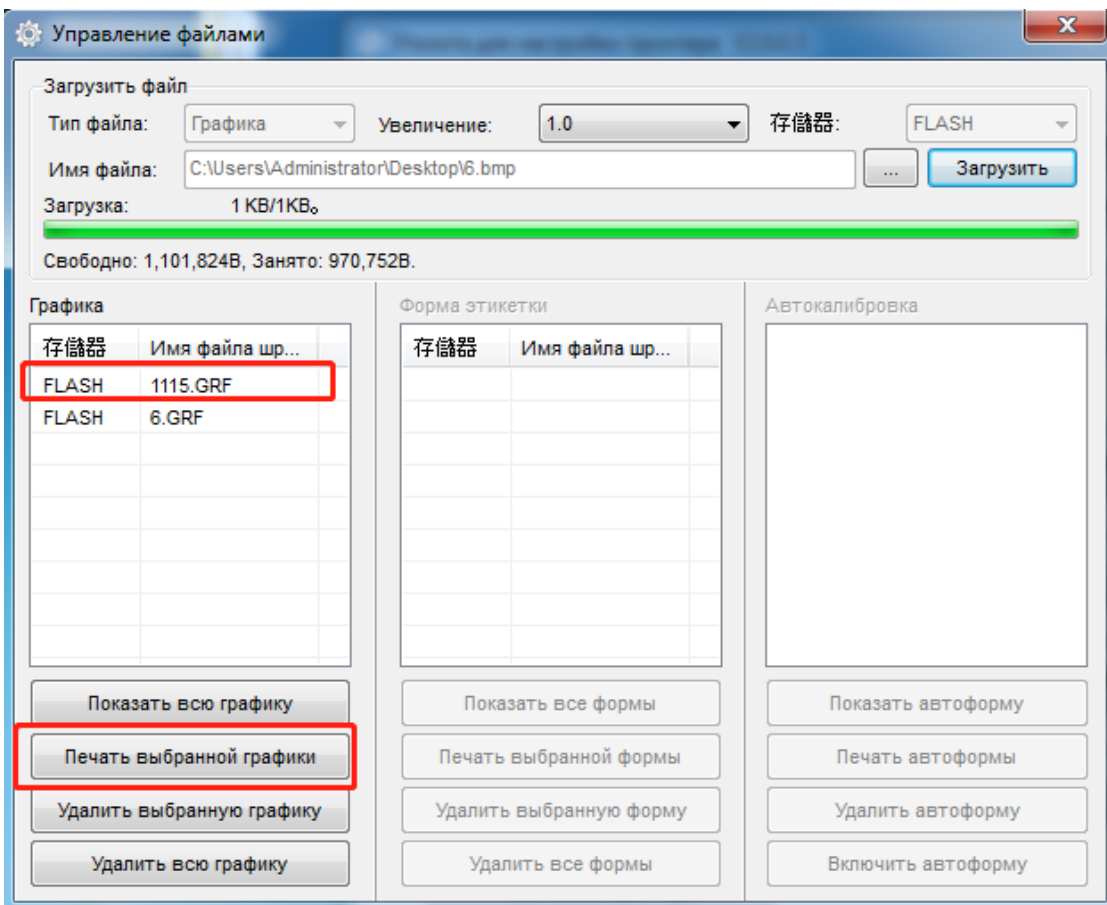 Управление файлами
Загрузить файл
Тип файла: Графика Увеличение: 1.0 存儲器: FLASH
Имя файла: C:\Users\Administrator\Desktop\6.bmp ... Загрузить
Загрузка: 1 KB/1KB。
Свободно: 1,101,824B, Занято: 970,752B.
Графика Форма этикетки Автокалибровка
存儲器 Имя файла шр... 存儲器 Имя файла шр...
FLASH 1115.GRF
FLASH 6.GRF
Показать всю графику Показать все формы Показать автоформу
Печать выбранной графики Печать выбранной формы Печать автоформы
Удалить выбранную графику Удалить выбранную форму Удалить автоформу
Удалить всю графику Удалить все формы Включить автоформу